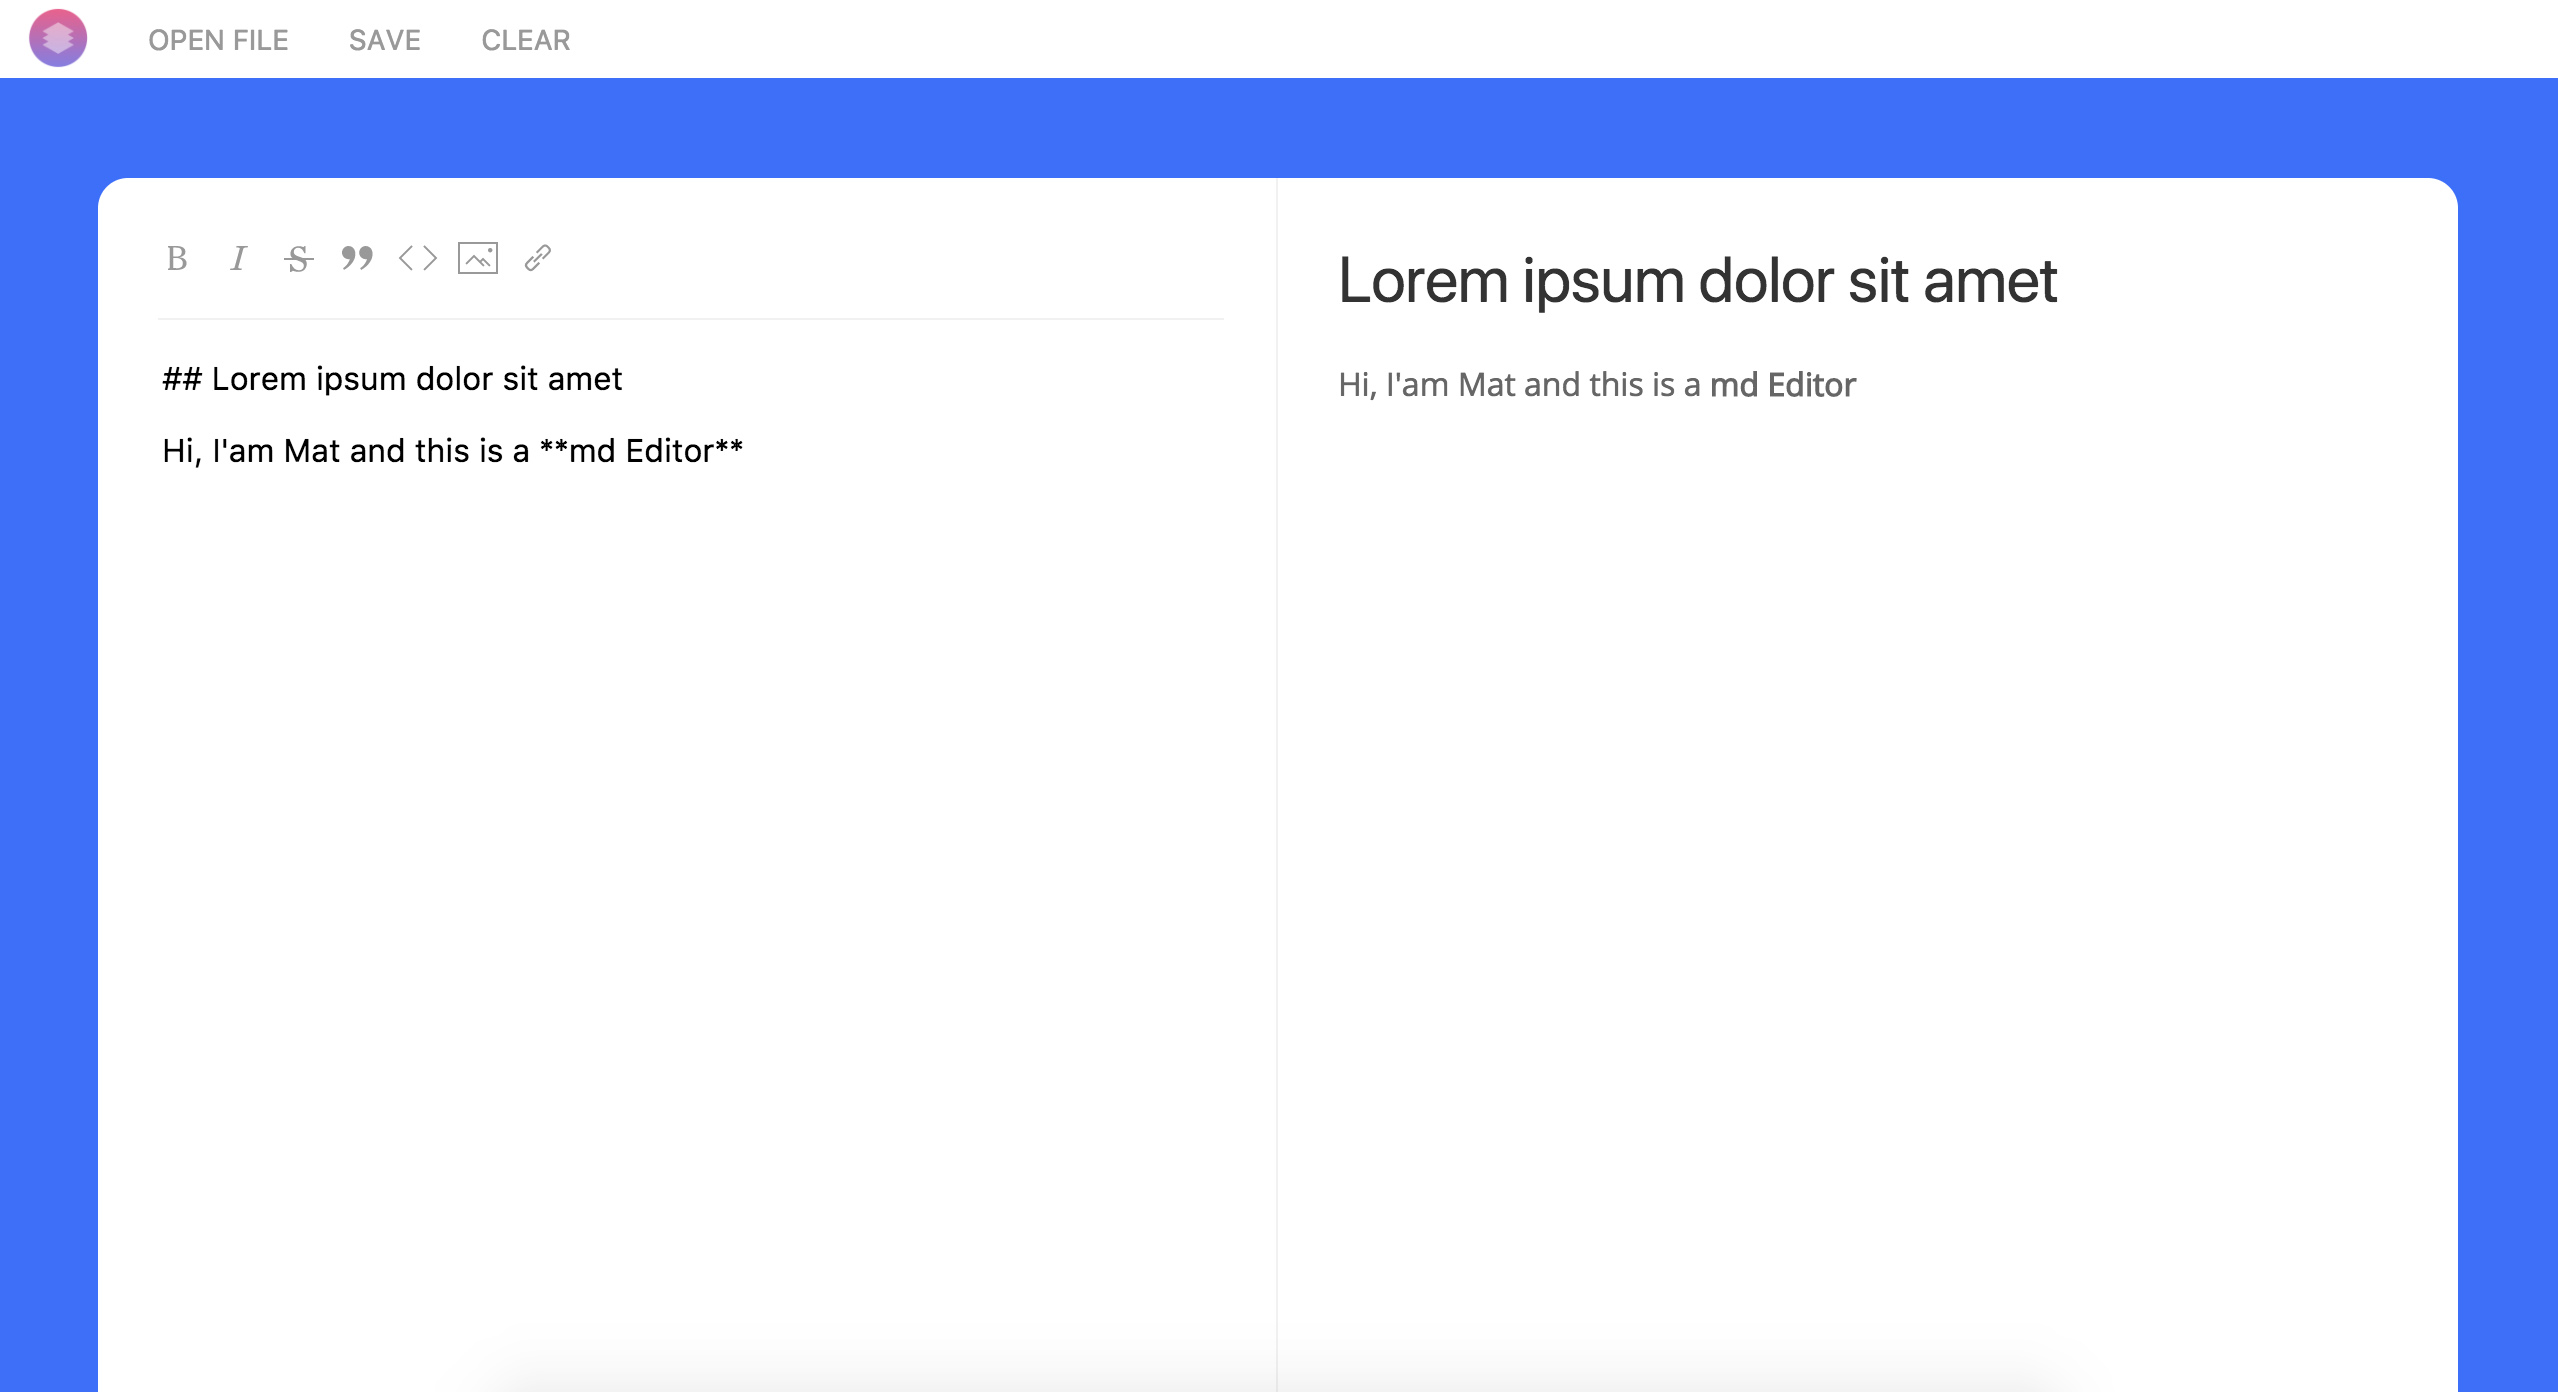 OPEN FILE SAVE CLEAR
B I S
## Lorem ipsum dolor sit amet
Hi, I'am Mat and this is a **md Editor**
Lorem ipsum dolor sit amet
Hi, I'am Mat and this is a md Editor